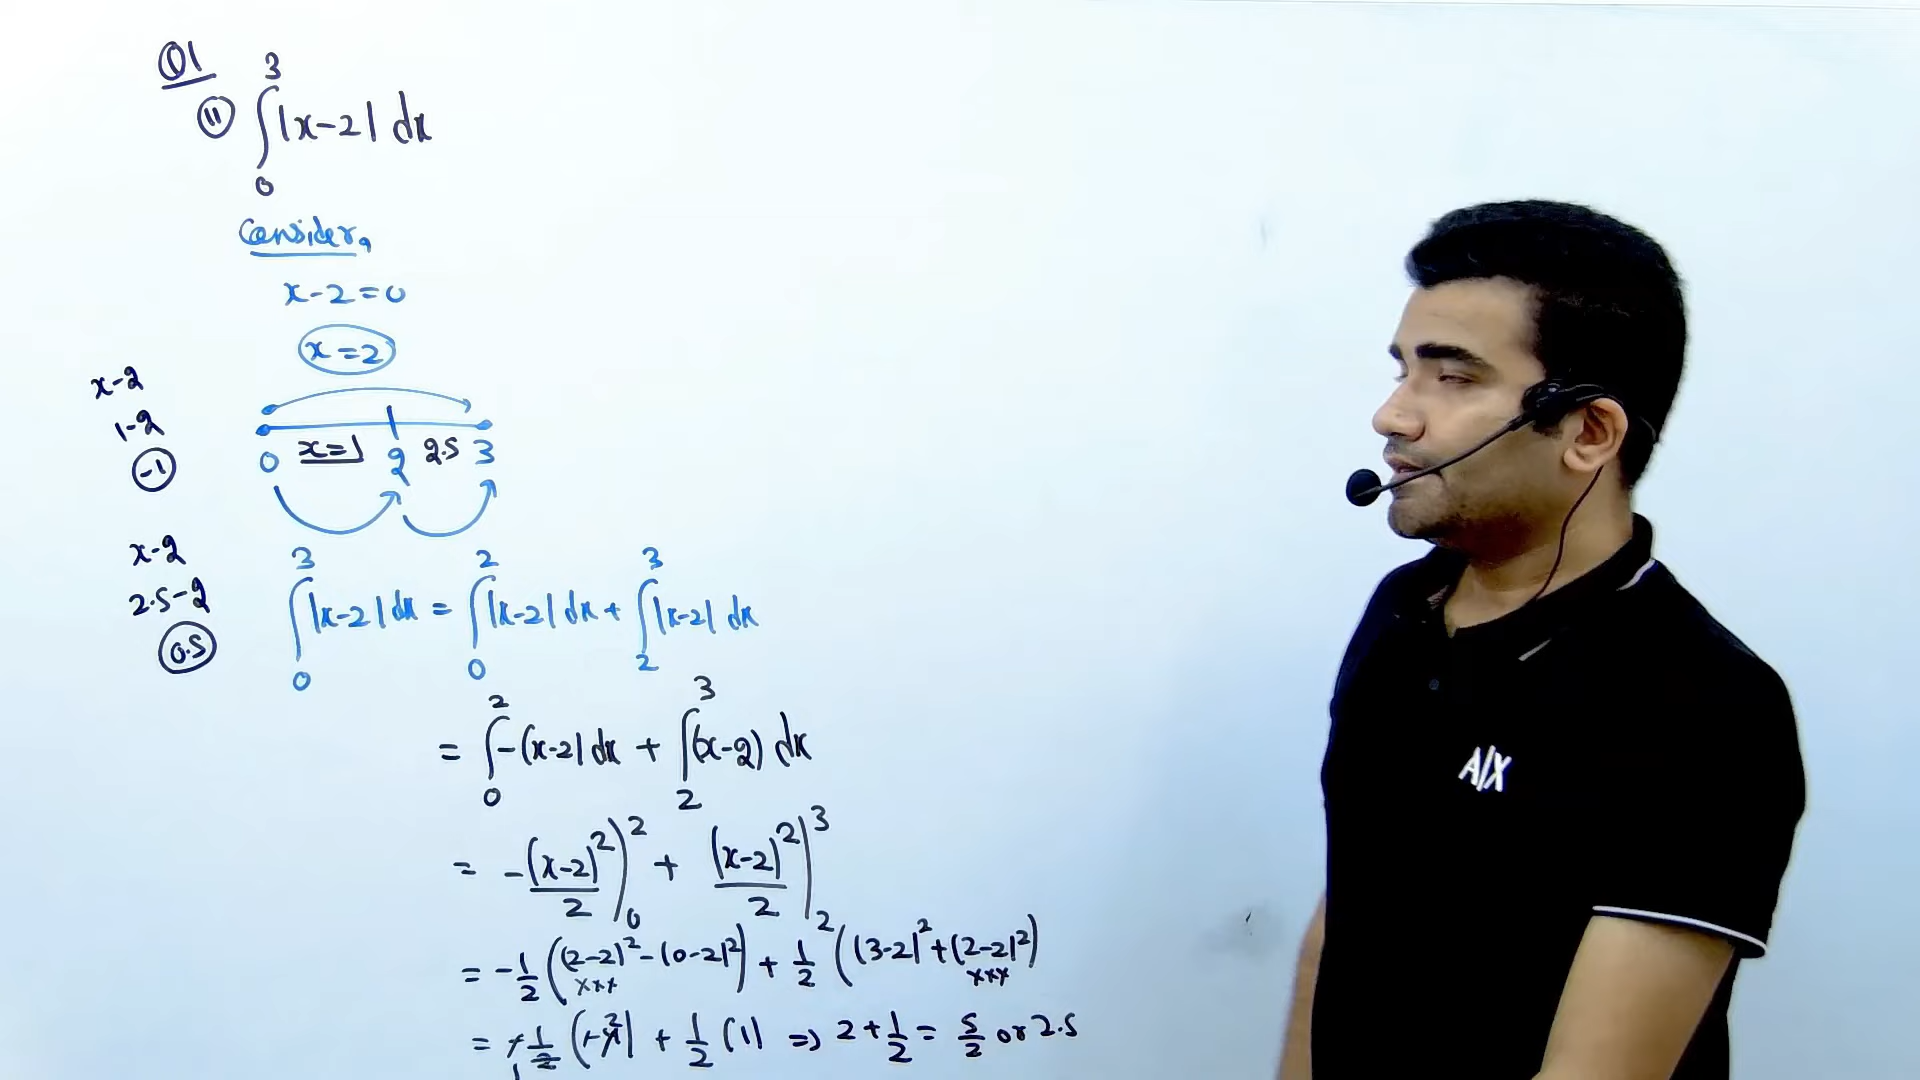 Q1
(ii) ∫₀³ |x-2| dx
Consider,
x-2=0
x=2
x-2
1-2
-1
0 x=1 2 2.5 3
x-2
2.5-2
0.5
∫₀³ |x-2| dx = ∫₀² |x-2| dx + ∫₂³ |x-2| dx
= ∫₀² -(x-2) dx + ∫₂³ (x-2) dx
= -(x-2)²/2 |₀² + (x-2)²/2 |₂³
= -1/2 ((2-2)² - (0-2)²) + 1/2 ((3-2)² + (2-2)²)
xxx xxx
= +1/2 (+4) + 1/2 (1) => 2 + 1/2 = 5/2 or 2.5
A|X